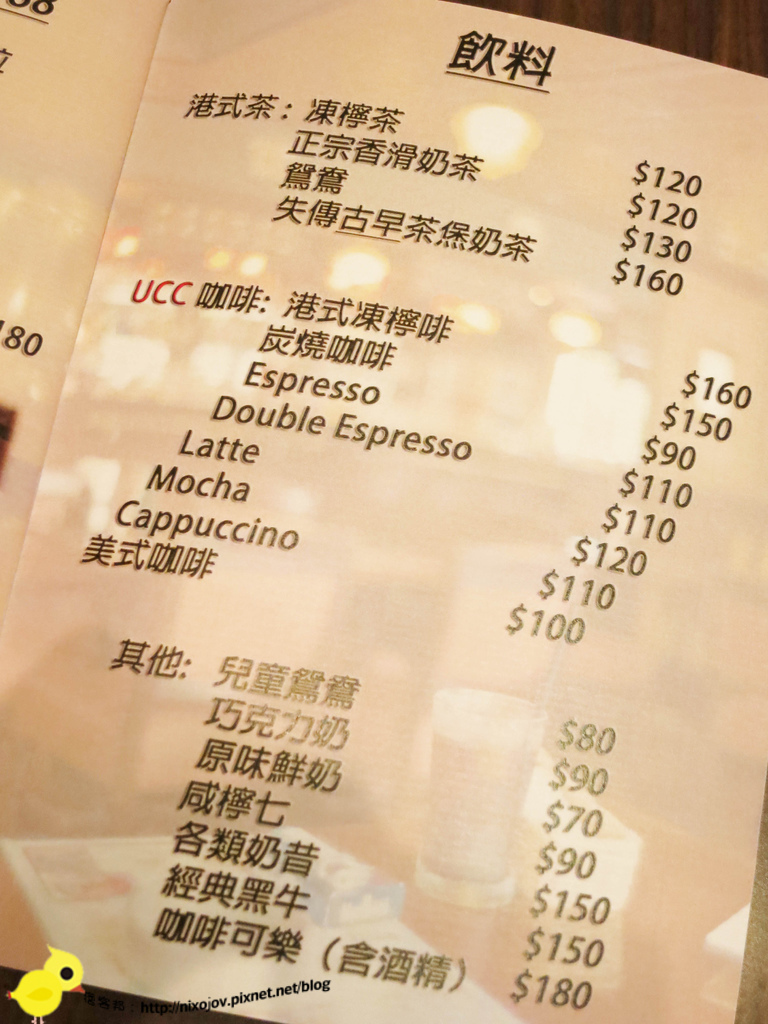 飲料
港式茶：凍檸茶 $120
正宗香滑奶茶 $120
鴛鴦 $130
失傳古早茶煲奶茶 $160
UCC 咖啡: 港式凍檸啡 $160
炭燒咖啡 $150
Espresso $90
Double Espresso $110
Latte $110
Mocha $120
Cappuccino $110
美式咖啡 $100
其他: 兒童鴛鴦 $80
巧克力奶 $90
原味鮮奶 $70
咸檸七 $90
各類奶昔 $150
經典黑牛 $150
咖啡可樂（含酒精） $180
180
http://nixojov.pixnet.net/blog